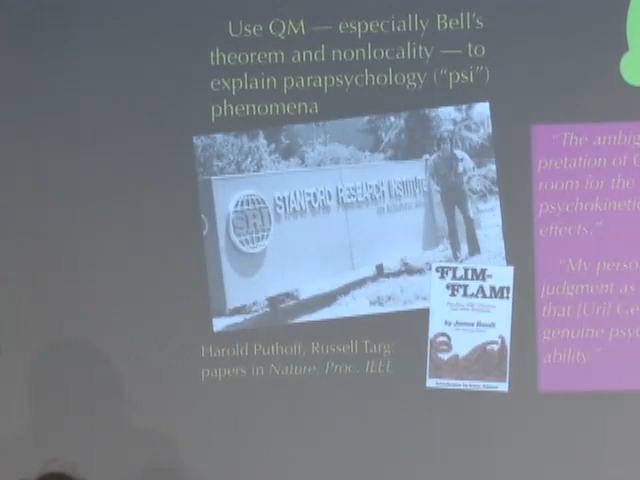 Use QM — especially Bell's
theorem and nonlocality — to
explain parapsychology ("psi")
phenomena
SRI
STANFORD RESEARCH INSTITUTE
FLIM-
FLAM!
by James Randi
Harold Puthoff, Russell Targ:
papers in Nature, Proc. IEEE
"The ambig
pretation of
room for the
psychokinetic
effects."
"My perso
judgment as
that [Uri] Ge
genuine psyc
ability."